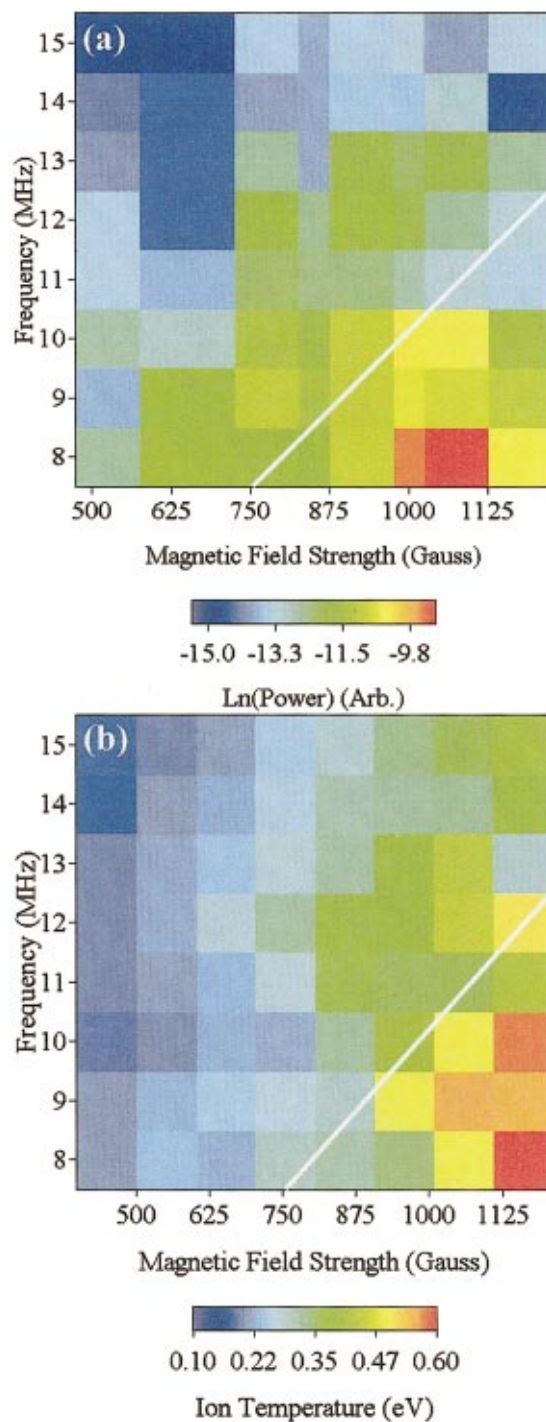 (a)
15
14
13
12
11
10
9
8
Frequency (MHz)
500 625 750 875 1000 1125
Magnetic Field Strength (Gauss)
-15.0 -13.3 -11.5 -9.8
Ln(Power) (Arb.)
(b)
15
14
13
12
11
10
9
8
Frequency (MHz)
500 625 750 875 1000 1125
Magnetic Field Strength (Gauss)
0.10 0.22 0.35 0.47 0.60
Ion Temperature (eV)